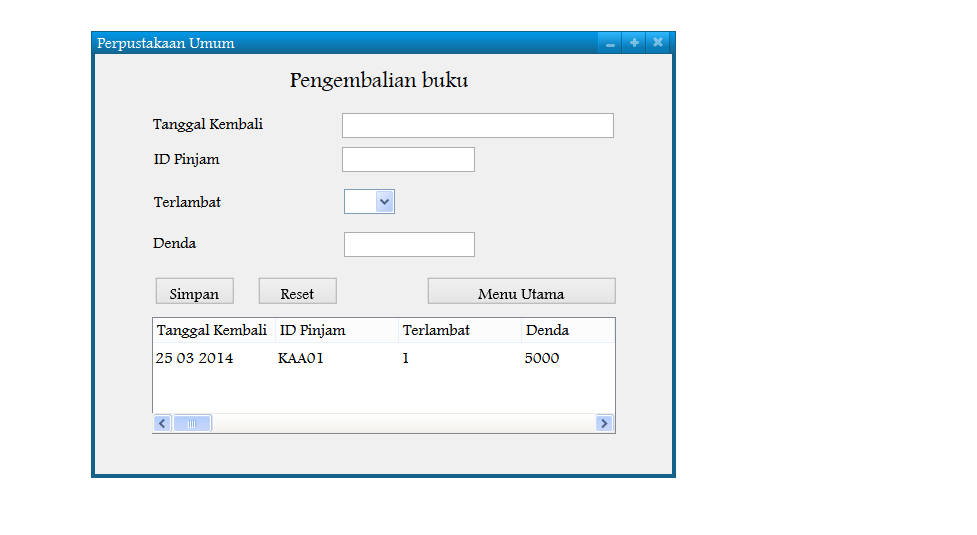 Perpustakaan Umum
Pengembalian buku
Tanggal Kembali
ID Pinjam
Terlambat
Denda
Simpan Reset Menu Utama
Tanggal Kembali ID Pinjam Terlambat Denda
25 03 2014 KAA01 1 5000